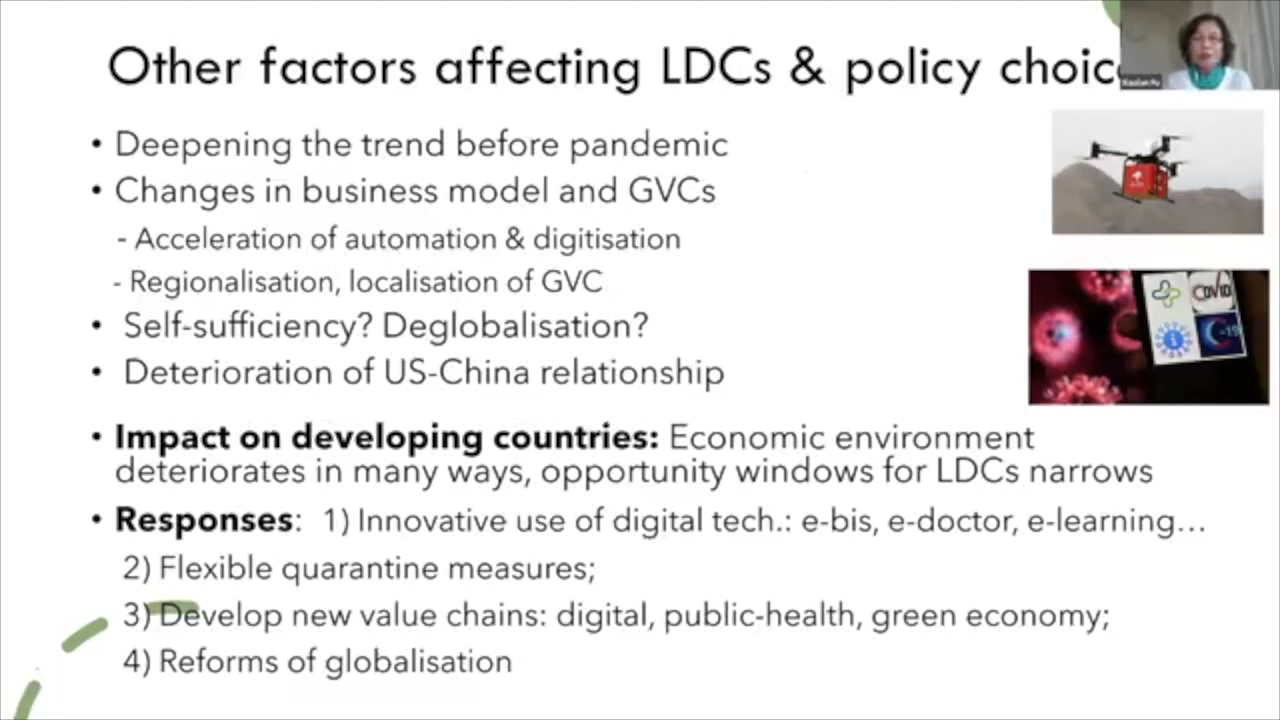 Other factors affecting LDCs & policy choic
• Deepening the trend before pandemic
• Changes in business model and GVCs
- Acceleration of automation & digitisation
- Regionalisation, localisation of GVC
• Self-sufficiency? Deglobalisation?
• Deterioration of US-China relationship
• Impact on developing countries: Economic environment
deteriorates in many ways, opportunity windows for LDCs narrows
• Responses: 1) Innovative use of digital tech.: e-bis, e-doctor, e-learning...
2) Flexible quarantine measures;
3) Develop new value chains: digital, public-health, green economy;
4) Reforms of globalisation
COVID
C-19